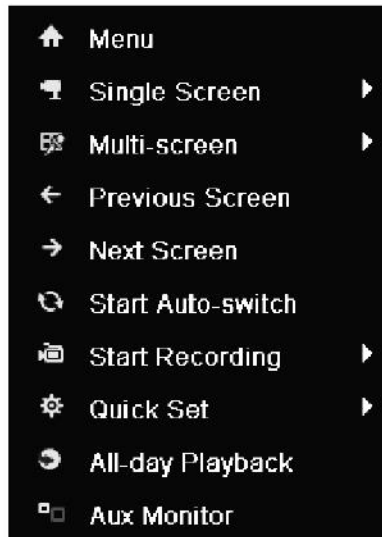 Menu
Single Screen
Multi-screen
Previous Screen
Next Screen
Start Auto-switch
Start Recording
Quick Set
All-day Playback
Aux Monitor